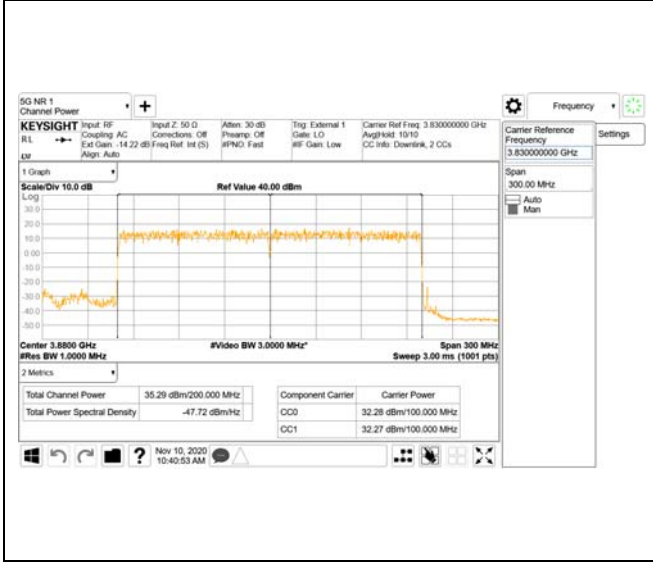 5G NR 1
Channel Power
Frequency
KEYSIGHT
Input: RF
Input Z: 50 Ω
Atten: 30 dB
Trig: External 1
Carrier Ref Freq: 3.830000000 GHz
R L
Coupling: AC
Corrections: Off
Preamp: Off
Gate: LO
Avg|Hold: 10/10
Ext Gain: -14.22 dB
Freq Ref: Int (S)
#PNO: Fast
#IF Gain: Low
CC Info: Downlink, 2 CCs
Align: Auto
Carrier Reference
Frequency
3.830000000 GHz
Settings
Span
300.00 MHz
Auto
Man
1 Graph
Scale/Div 10.0 dB
Ref Value 40.00 dBm
Log
30.0
20.0
10.0
0.00
-10.0
-20.0
-30.0
-40.0
-50.0
Center 3.8800 GHz
#Video BW 3.0000 MHz*
Span 300 MHz
#Res BW 1.0000 MHz
Sweep 3.00 ms (1001 pts)
2 Metrics
Total Channel Power
35.29 dBm/200.000 MHz
Total Power Spectral Density
-47.72 dBm/Hz
Component Carrier
Carrier Power
CC0
32.28 dBm/100.000 MHz
CC1
32.27 dBm/100.000 MHz
Nov 10, 2020
10:40:53 AM